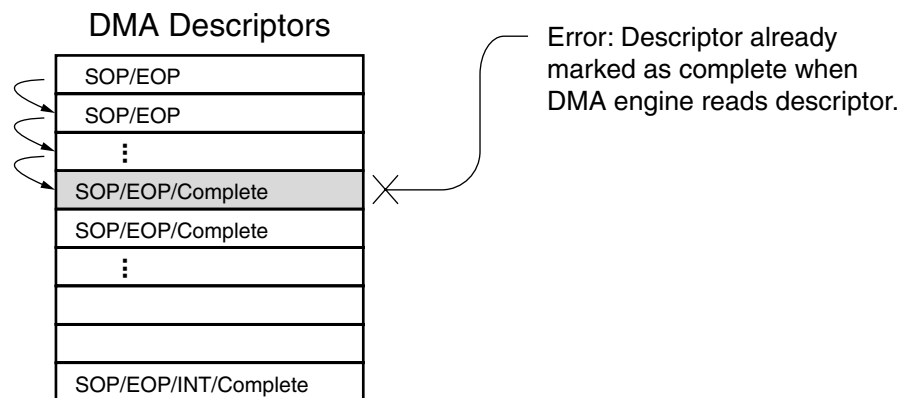 DMA Descriptors
SOP/EOP
SOP/EOP
⋮
SOP/EOP/Complete
SOP/EOP/Complete
⋮
SOP/EOP/INT/Complete
Error: Descriptor already
marked as complete when
DMA engine reads descriptor.